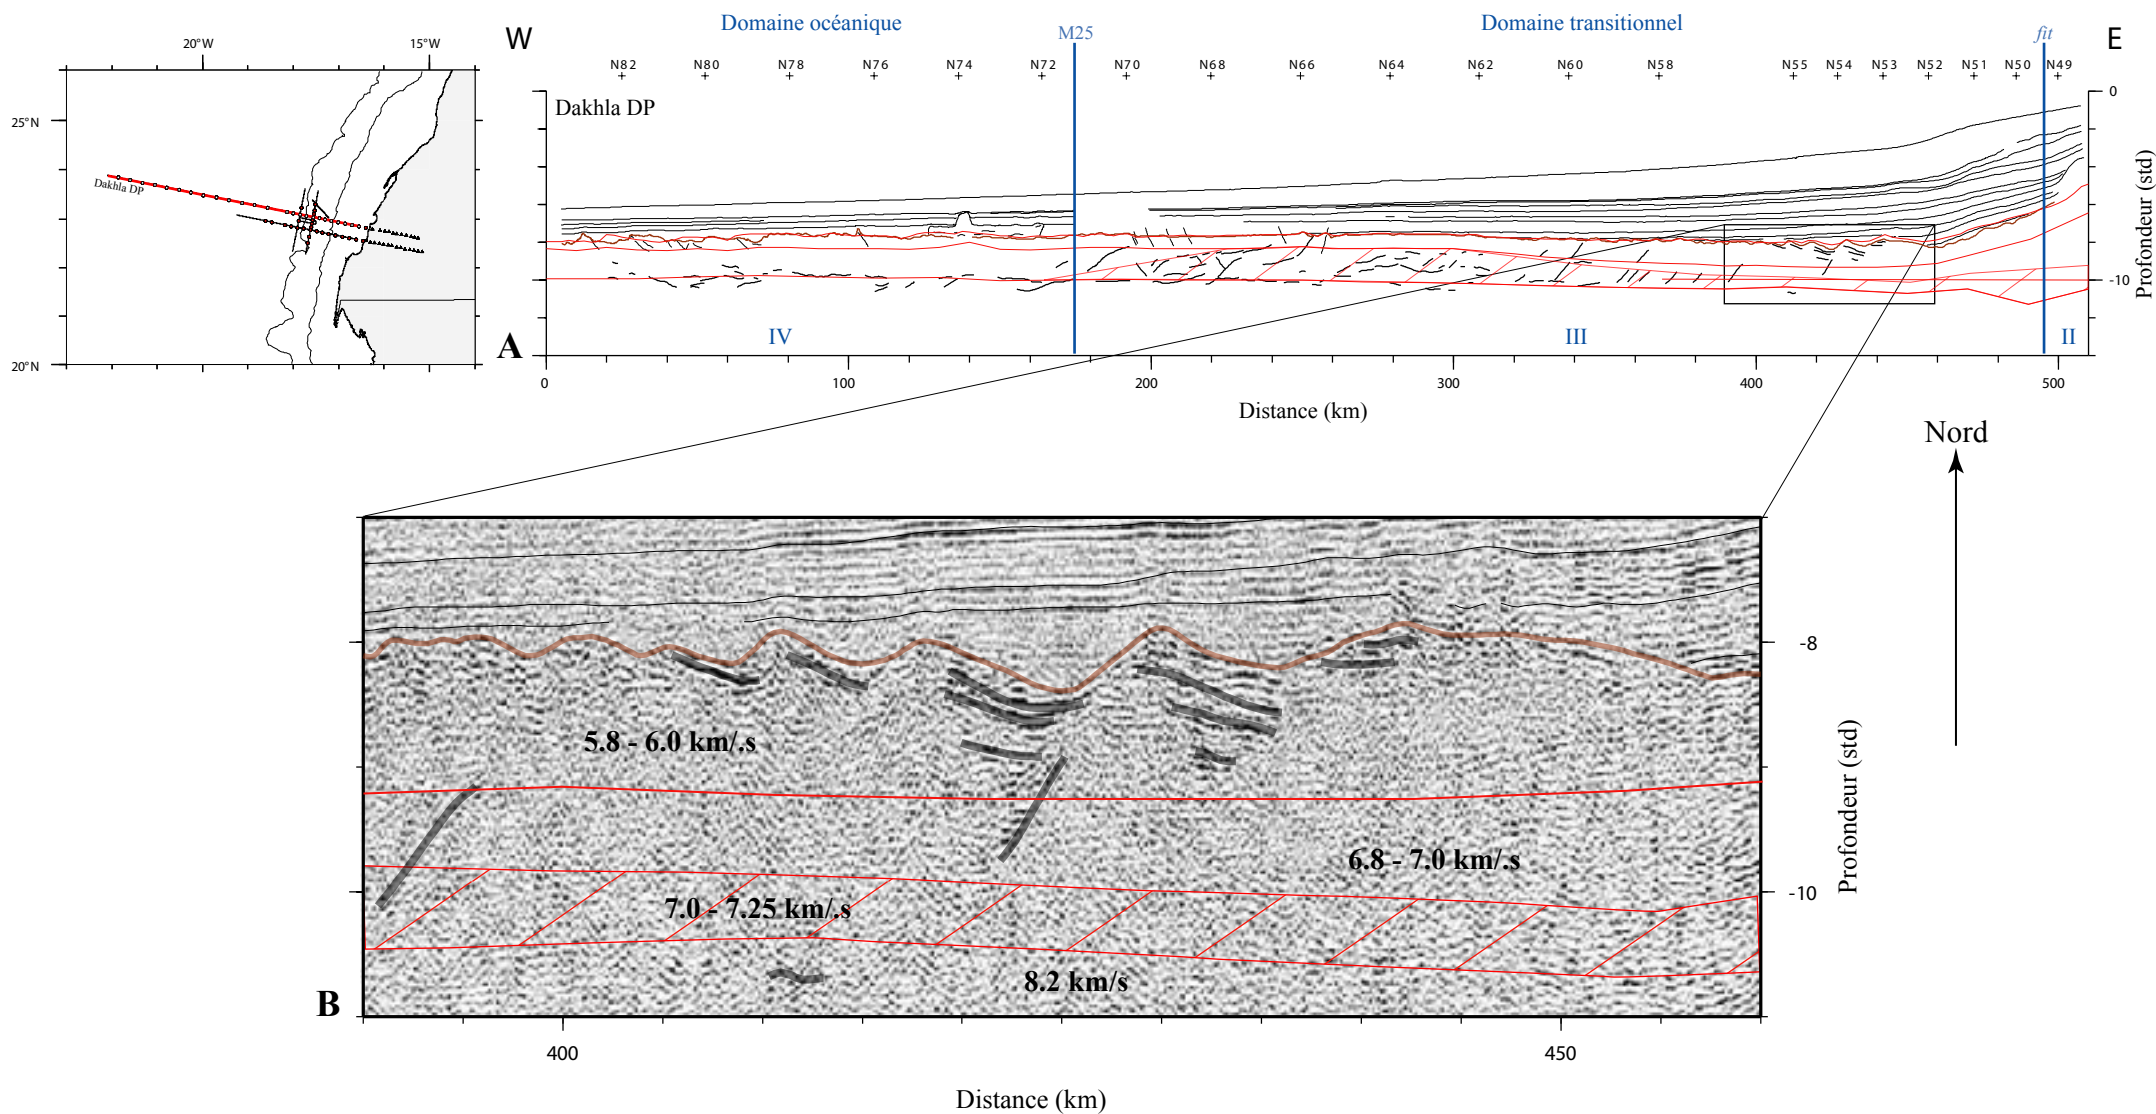 20°W
15°W
25°N
20°N
Dakhla DP
W
Domaine océanique
M25
Domaine transitionnel
fit
E
N82
N80
N78
N76
N74
N72
N70
N68
N66
N64
N62
N60
N58
N55
N54
N53
N52
N51
N50
N49
Dakhla DP
0
-10
Profondeur (std)
IV
III
II
A
0
100
200
300
400
500
Distance (km)
Nord
5.8 - 6.0 km/.s
6.8 - 7.0 km/.s
7.0 - 7.25 km/.s
8.2 km/s
-8
-10
Profondeur (std)
B
400
450
Distance (km)